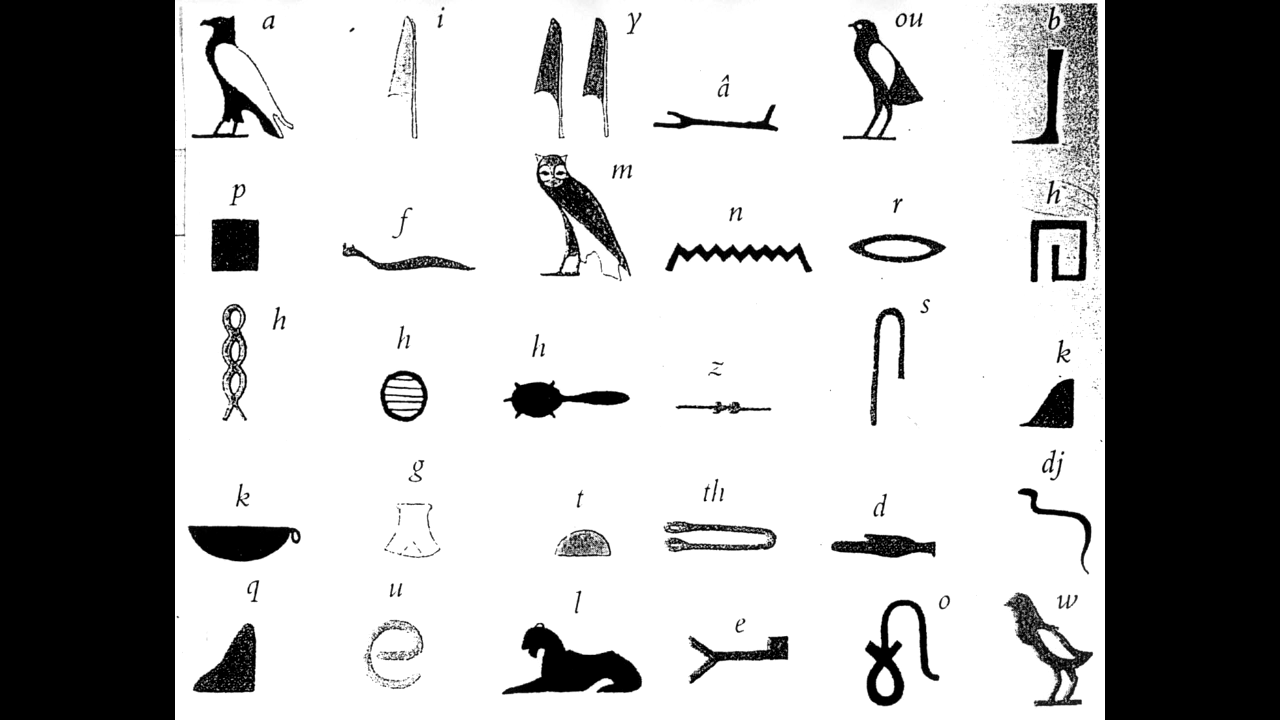 a i y â ou b
p f m n r h
h h h z s k
k g t th d dj
q u l e o w